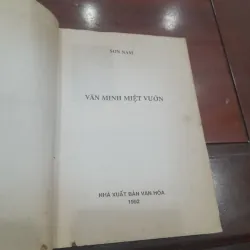 SƠN NAM
VĂN MINH MIỆT VƯỜN
NHÀ XUẤT BẢN VĂN HÓA
1992